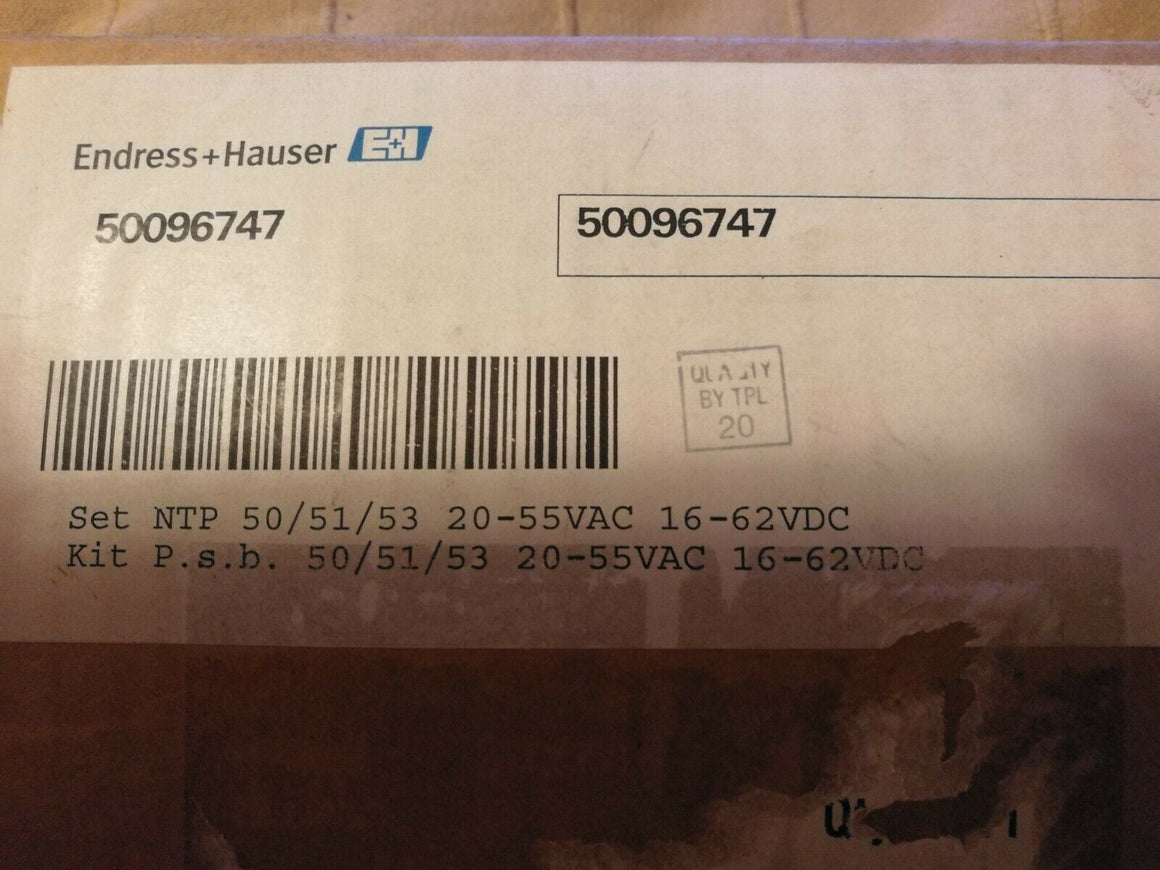 Endress+Hauser E+H
50096747
50096747
QUALITY
BY TPL
20
Set NTP 50/51/53 20-55VAC 16-62VDC
Kit P.s.b. 50/51/53 20-55VAC 16-62VDC